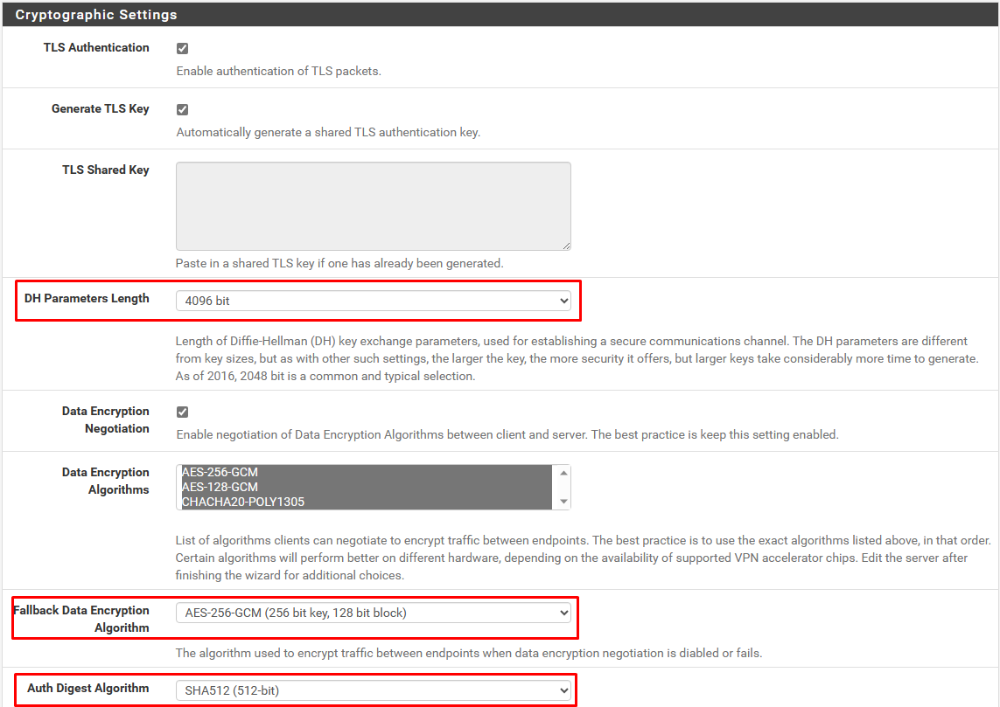 Cryptographic Settings
TLS Authentication
Enable authentication of TLS packets.
Generate TLS Key
Automatically generate a shared TLS authentication key.
TLS Shared Key
Paste in a shared TLS key if one has already been generated.
DH Parameters Length
4096 bit
Length of Diffie-Hellman (DH) key exchange parameters, used for establishing a secure communications channel. The DH parameters are different
from key sizes, but as with other such settings, the larger the key, the more security it offers, but larger keys take considerably more time to generate.
As of 2016, 2048 bit is a common and typical selection.
Data Encryption
Negotiation
Enable negotiation of Data Encryption Algorithms between client and server. The best practice is keep this setting enabled.
Data Encryption
Algorithms
AES-256-GCM
AES-128-GCM
CHACHA20-POLY1305
List of algorithms clients can negotiate to encrypt traffic between endpoints. The best practice is to use the exact algorithms listed above, in that order.
Certain algorithms will perform better on different hardware, depending on the availability of supported VPN accelerator chips. Edit the server after
finishing the wizard for additional choices.
Fallback Data Encryption
Algorithm
AES-256-GCM (256 bit key, 128 bit block)
The algorithm used to encrypt traffic between endpoints when data encryption negotiation is diabled or fails.
Auth Digest Algorithm
SHA512 (512-bit)